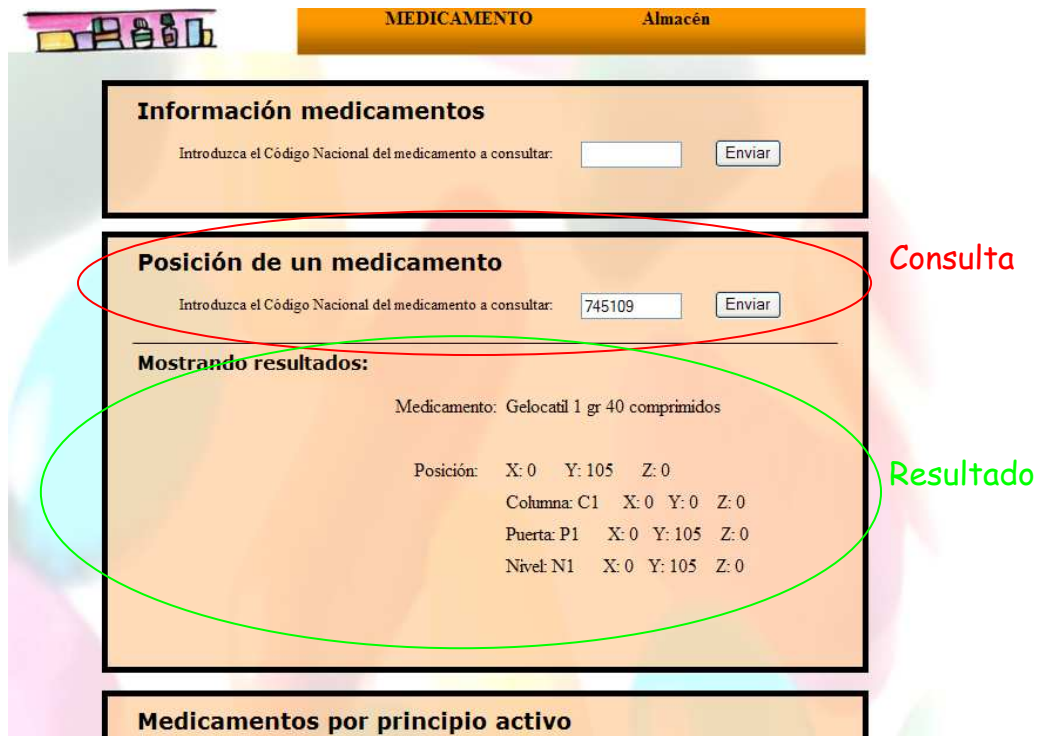 MEDICAMENTO Almacén
Información medicamentos
Introduzca el Código Nacional del medicamento a consultar: Enviar
Posición de un medicamento
Consulta
Introduzca el Código Nacional del medicamento a consultar: 745109 Enviar
Mostrando resultados:
Medicamento: Gelocatil 1 gr 40 comprimidos
Posición: X: 0 Y: 105 Z: 0
Resultado
Columna: C1 X: 0 Y: 0 Z: 0
Puerta: P1 X: 0 Y: 105 Z: 0
Nivel: N1 X: 0 Y: 105 Z: 0
Medicamentos por principio activo